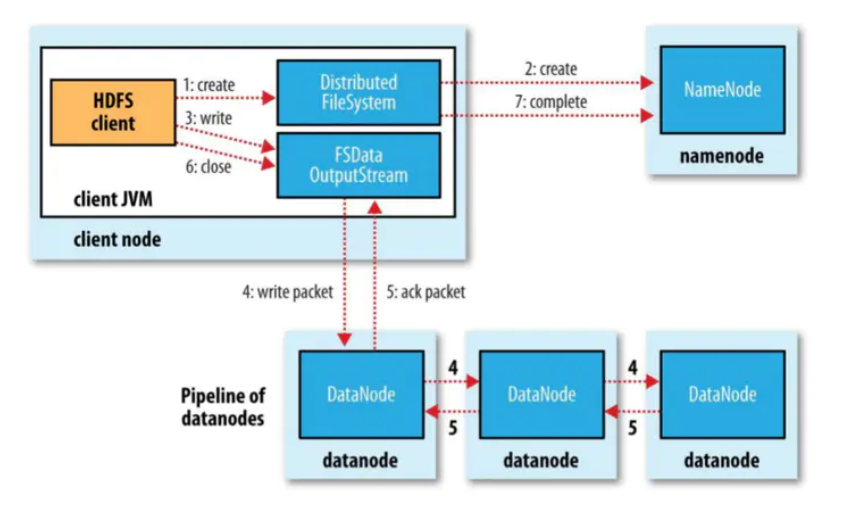 HDFS
client
1: create
3: write
6: close
Distributed
FileSystem
FSData
OutputStream
client JVM
client node
2: create
7: complete
NameNode
namenode
4: write packet
5: ack packet
Pipeline of
datanodes
DataNode
datanode
4
5
DataNode
datanode
4
5
DataNode
datanode